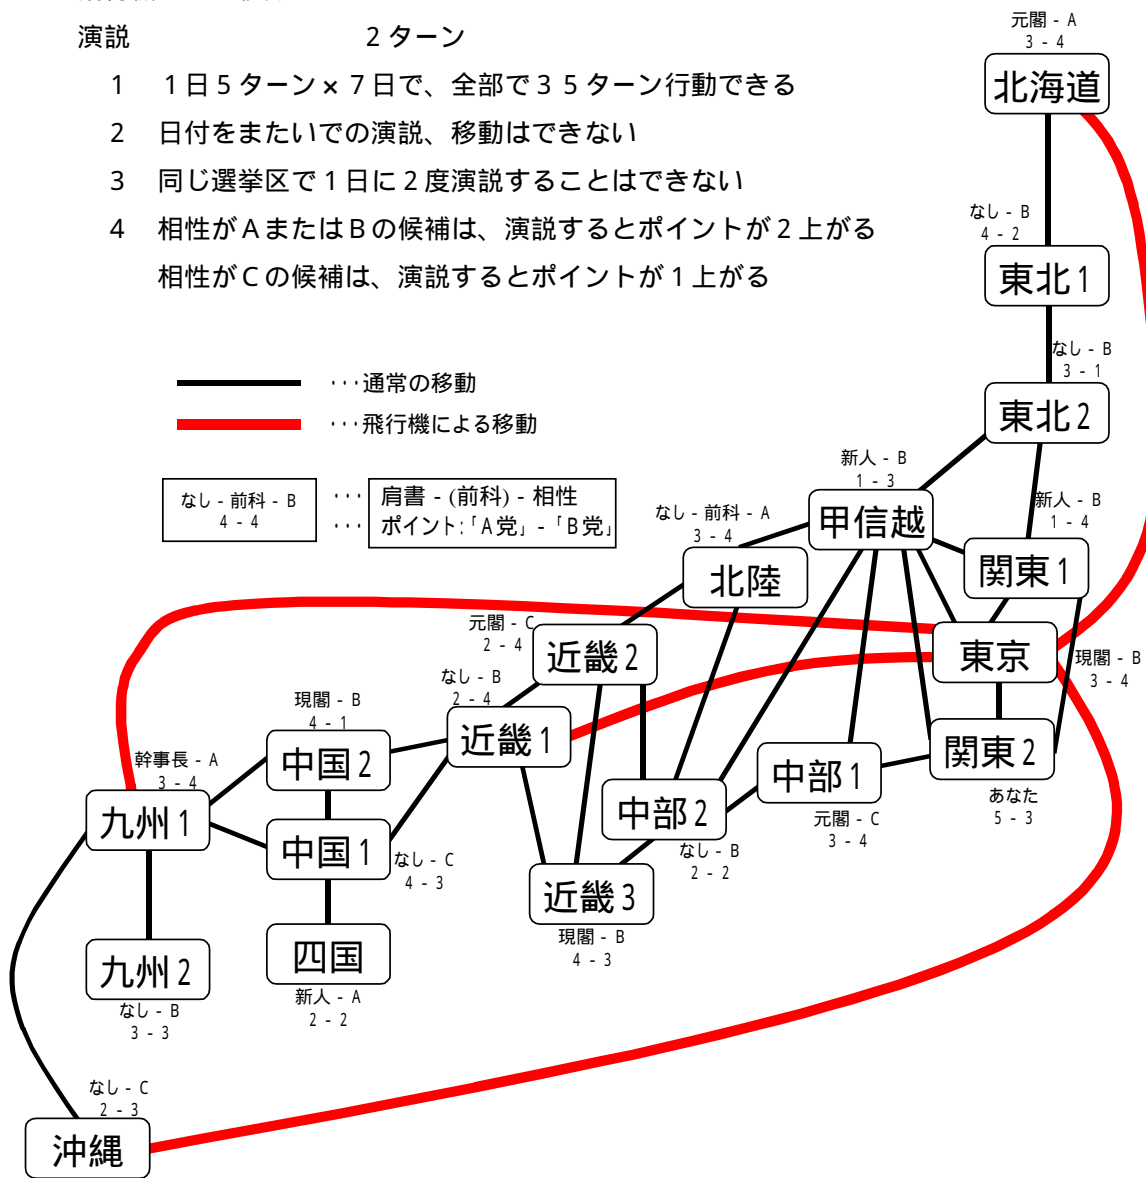 演説　　　2ターン
1　1日5ターン×7日で、全部で35ターン行動できる
2　日付をまたいでの演説、移動はできない
3　同じ選挙区で1日に2度演説することはできない
4　相性がAまたはBの候補は、演説するとポイントが2上がる
相性がCの候補は、演説するとポイントが1上がる
･･･通常の移動
･･･飛行機による移動
なし - 前科 - B
4 - 4
･･･ 肩書 - (前科) - 相性
･･･ ポイント:「A党」-「B党」
元閣 - A
3 - 4
北海道
なし - B
4 - 2
東北1
なし - B
3 - 1
東北2
新人 - B
1 - 3
甲信越
新人 - B
1 - 4
関東1
なし - 前科 - A
3 - 4
北陸
東京
現閣 - B
3 - 4
元閣 - C
2 - 4
近畿2
なし - B
2 - 4
近畿1
現閣 - B
4 - 1
中国2
関東2
あなた
5 - 3
中部1
元閣 - C
3 - 4
中部2
なし - B
2 - 2
幹事長 - A
3 - 4
九州1
中国1
なし - C
4 - 3
近畿3
現閣 - B
4 - 3
四国
新人 - A
2 - 2
九州2
なし - B
3 - 3
なし - C
2 - 3
沖縄